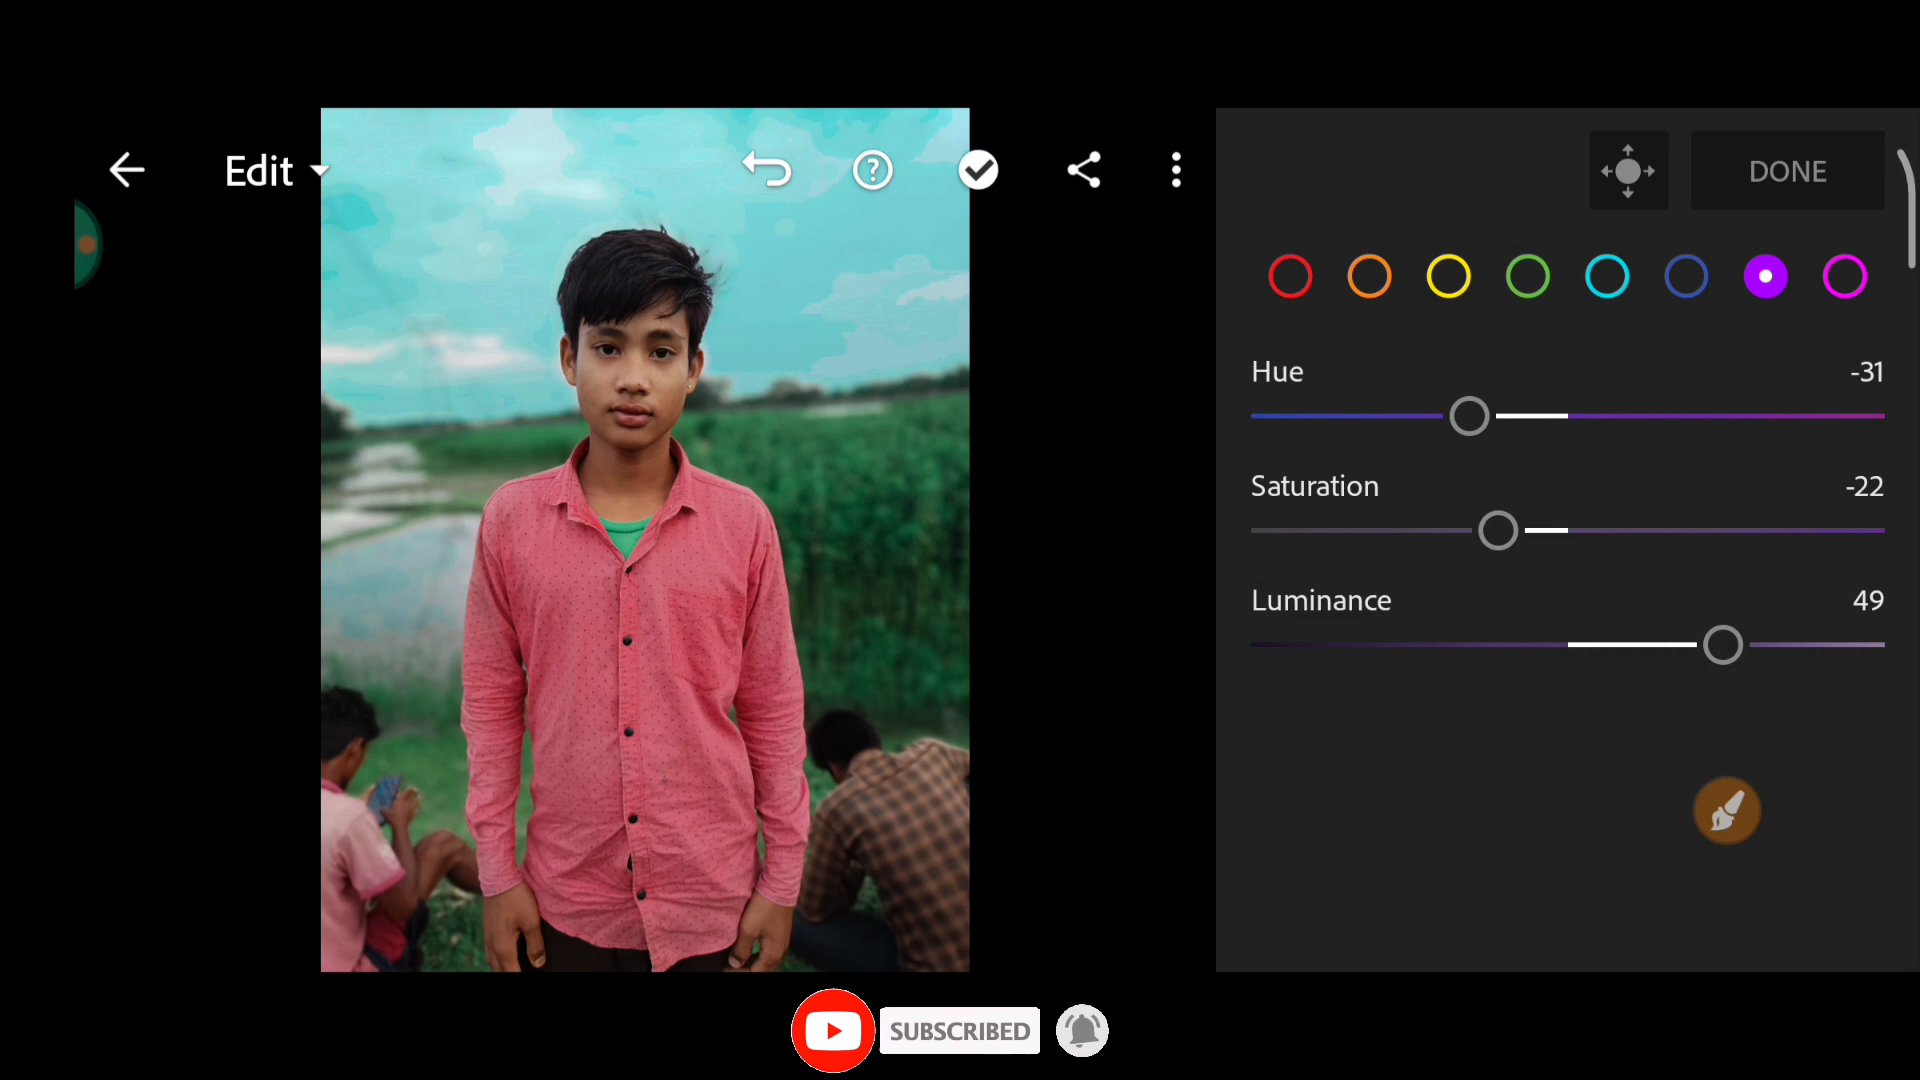 Edit
DONE
Hue -31
Saturation -22
Luminance 49
SUBSCRIBED